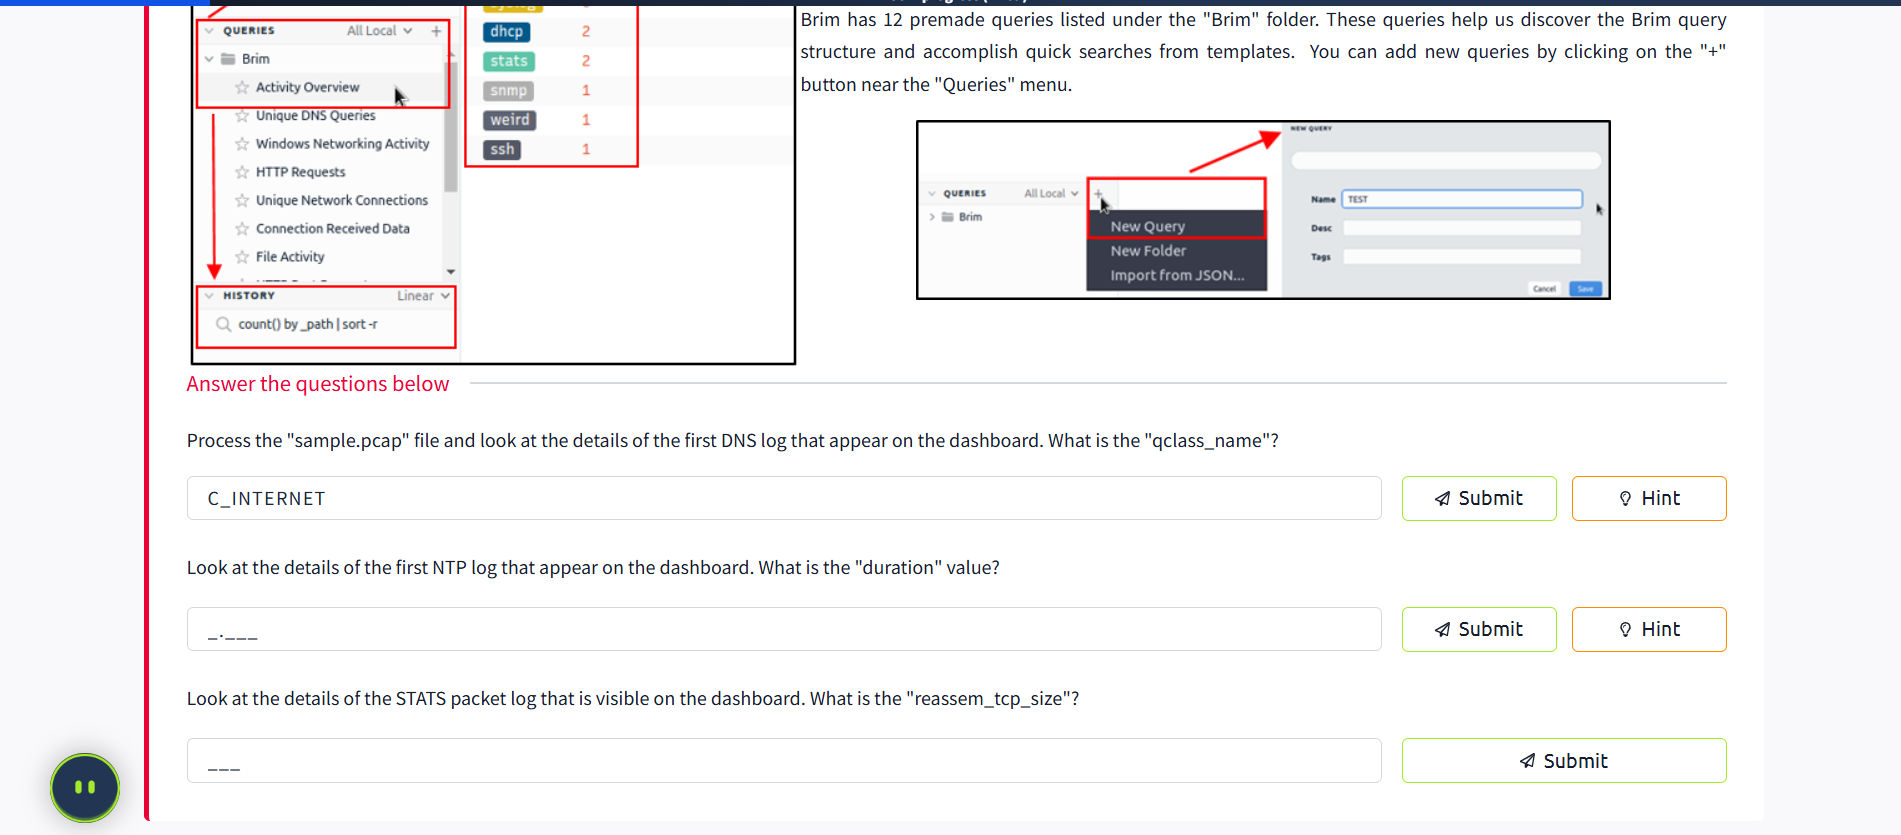 QUERIES All Local +
Brim
Activity Overview
Unique DNS Queries
Windows Networking Activity
HTTP Requests
Unique Network Connections
Connection Received Data
File Activity
HISTORY Linear
count() by _path | sort -r
dhcp 2
stats 2
snmp 1
weird 1
ssh 1
Brim has 12 premade queries listed under the "Brim" folder. These queries help us discover the Brim query
structure and accomplish quick searches from templates. You can add new queries by clicking on the "+"
button near the "Queries" menu.
QUERIES All Local +
Brim
New Query
New Folder
Import from JSON...
NEW QUERY
Name TEST
Desc
Tags
Cancel Save
Answer the questions below
Process the "sample.pcap" file and look at the details of the first DNS log that appear on the dashboard. What is the "qclass_name"?
C_INTERNET Submit Hint
Look at the details of the first NTP log that appear on the dashboard. What is the "duration" value?
_.___ Submit Hint
Look at the details of the STATS packet log that is visible on the dashboard. What is the "reassem_tcp_size"?
___ Submit